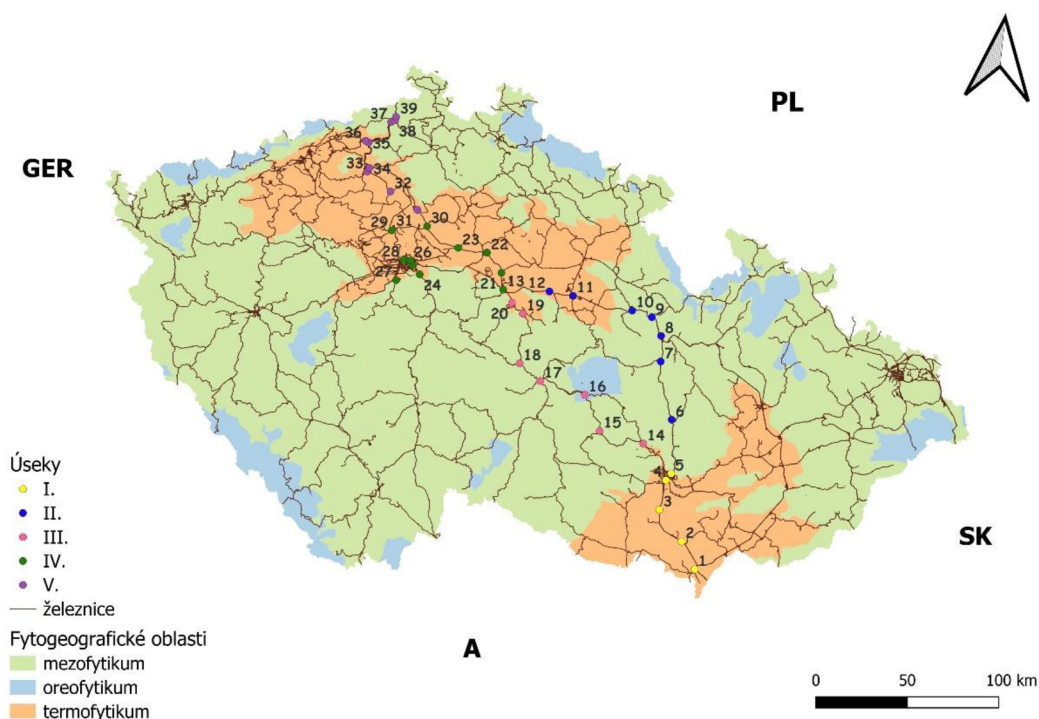 PL
GER
SK
A
37 39
38
36 35
33 34
32
29 31 30
28 26 23 22
27 24 21 13 12 11 10 9
20 19 8
18 7
17 16
15 14 6
4 5
3
2
1
Úseky
I.
II.
III.
IV.
V.
železnice
Fytogeografické oblasti
mezofytikum
oreofytikum
termofytikum
0 50 100 km